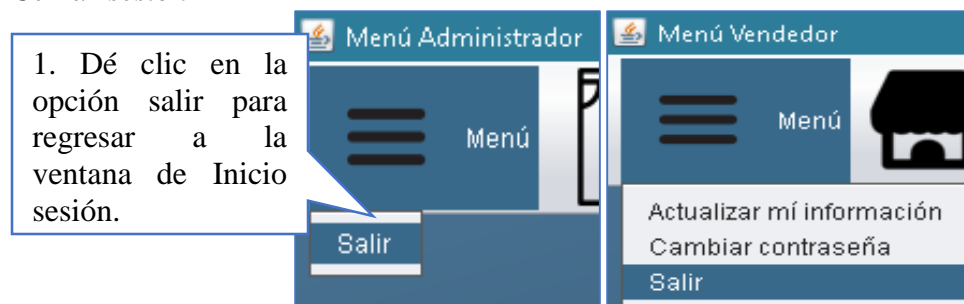 1. Dé clic en la
opción salir para
regresar a la
ventana de Inicio
sesión.
Menú Administrador
Menú
Salir
Menú Vendedor
Menú
Actualizar mí información
Cambiar contraseña
Salir